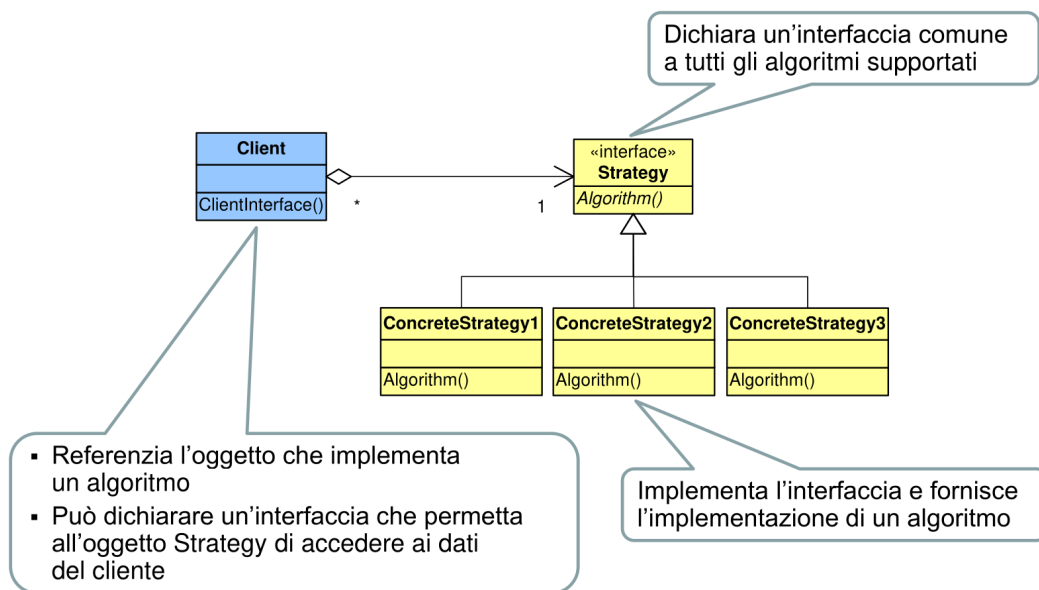 Dichiara un’interfaccia comune
a tutti gli algoritmi supportati
Client
ClientInterface()
*
1
«interface»
Strategy
Algorithm()
ConcreteStrategy1
Algorithm()
ConcreteStrategy2
Algorithm()
ConcreteStrategy3
Algorithm()
▪ Referenzia l’oggetto che implementa
un algoritmo
▪ Può dichiarare un’interfaccia che permetta
all’oggetto Strategy di accedere ai dati
del cliente
Implementa l’interfaccia e fornisce
l’implementazione di un algoritmo